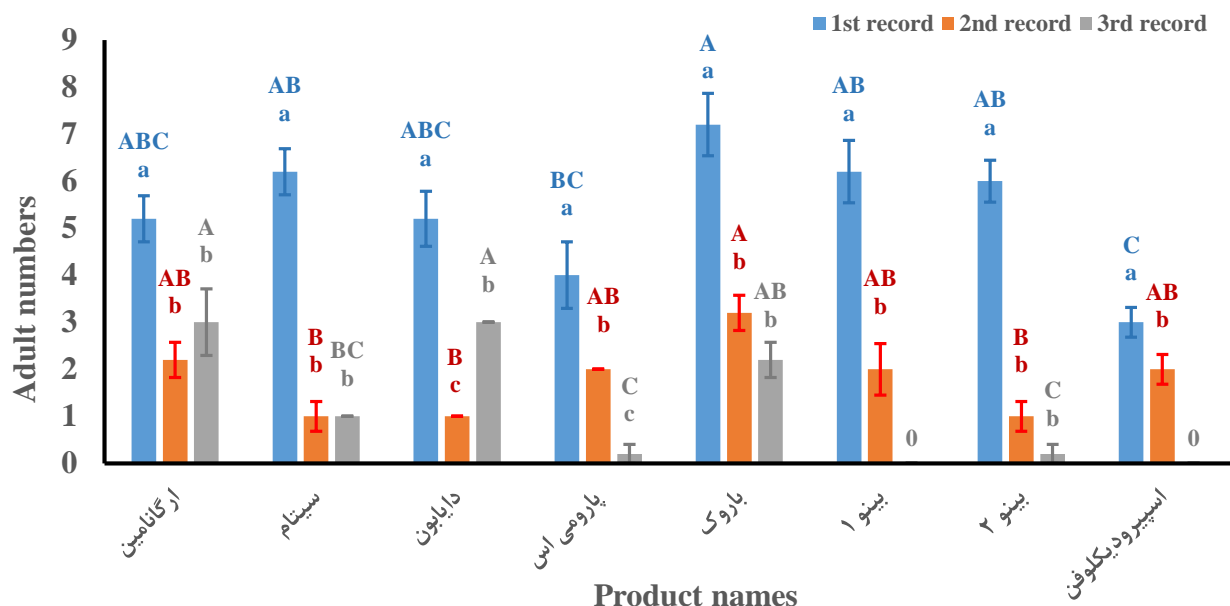 1st record 2nd record 3rd record
Adult numbers
9
8
7
6
5
4
3
2
1
0
ABC
a
AB
b
A
b
AB
a
B
b
BC
b
ABC
a
B
c
A
b
BC
a
AB
b
C
c
A
a
A
b
AB
b
AB
a
AB
b
0
AB
a
B
b
C
b
C
a
AB
b
0
ارگانامین
سیتام
دایابون
پارومی اس
باروک
بینو ۱
بینو ۲
اسپیرودیکلوفن
Product names